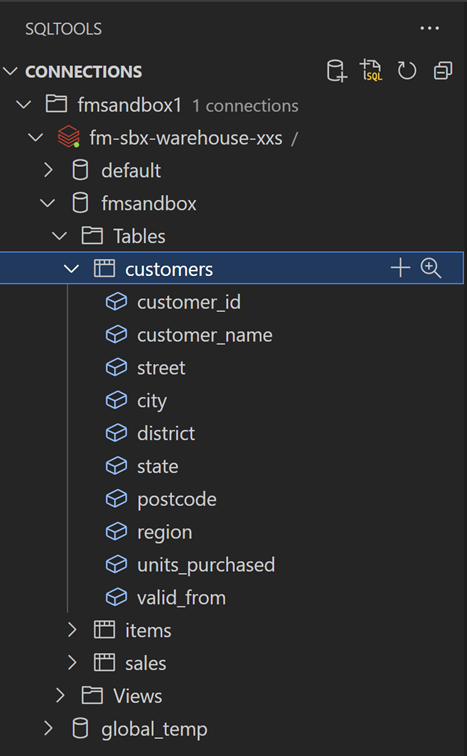 SQLTOOLS
CONNECTIONS
SQL
fmsandbox1 1 connections
fm-sbx-warehouse-xxs /
default
fmsandbox
Tables
customers
customer_id
customer_name
street
city
district
state
postcode
region
units_purchased
valid_from
items
sales
Views
global_temp